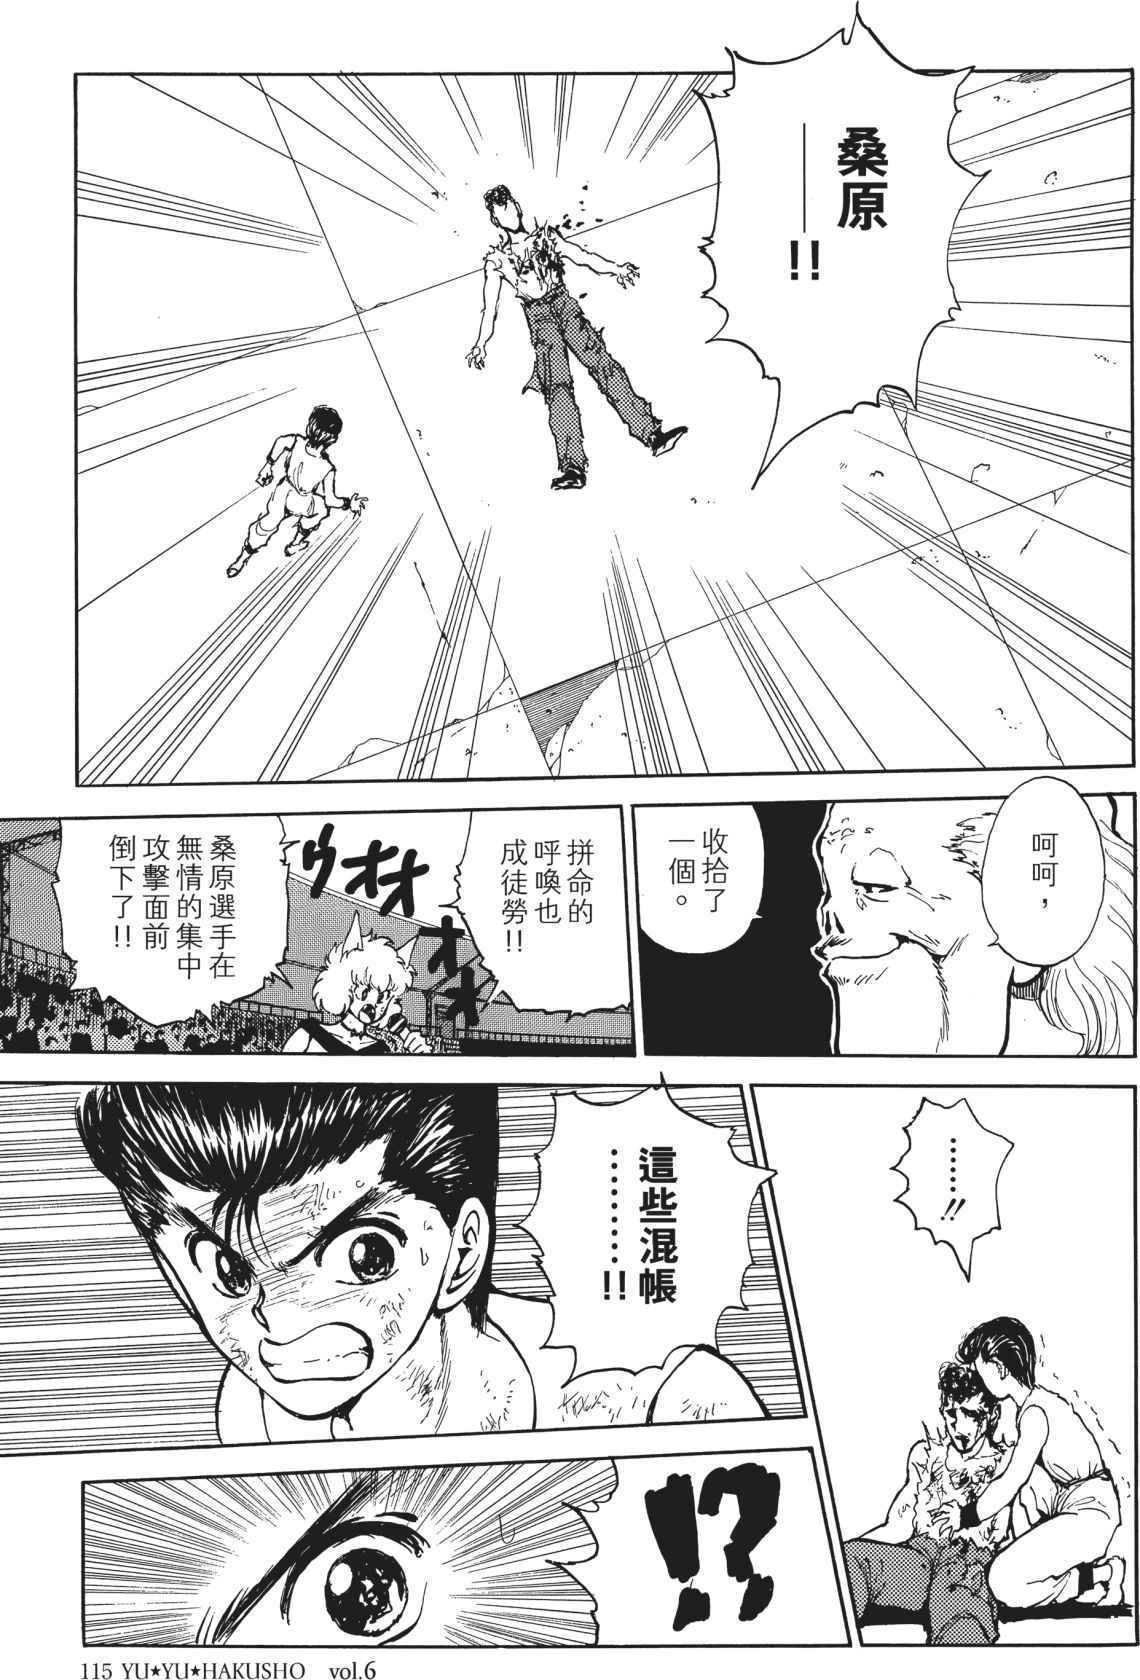 桑原
——!!
呵呵，
收拾了
一個。
拼命的
呼喚也
成徒勞!!
ウオオ
オオ
桑原選手在
無情的集中
攻擊面前
倒下了!!
……!!
這些混帳
………!!
!?
115 YU★YU★HAKUSHO vol.6